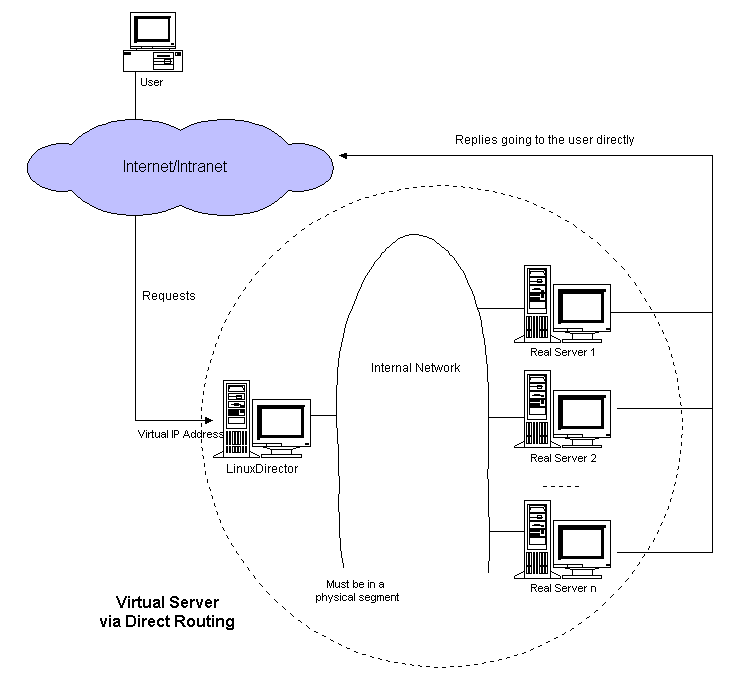 User
Replies going to the user directly
Internet/Intranet
Requests
Real Server 1
Internal Network
Virtual IP Address
LinuxDirector
Real Server 2
Real Server n
Must be in a
physical segment
Virtual Server
via Direct Routing